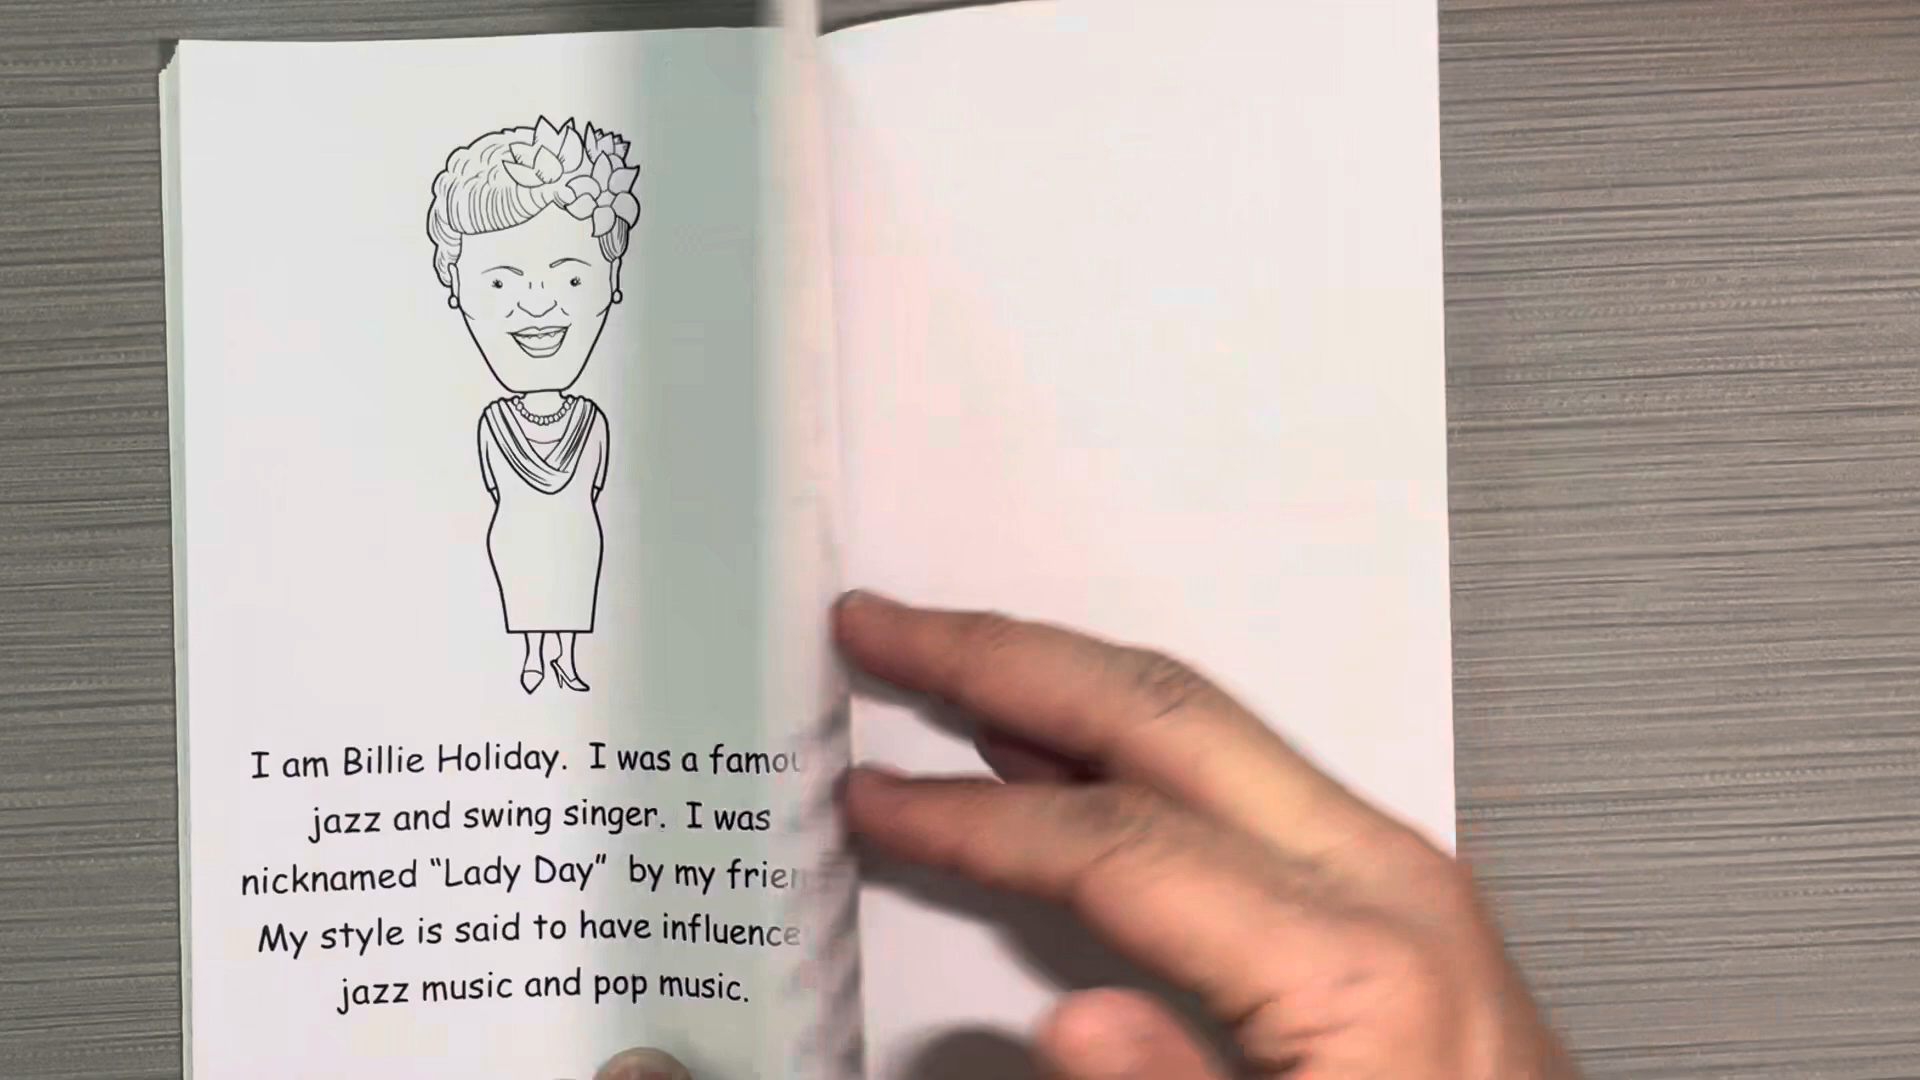 I am Billie Holiday. I was a
jazz and swing singer. I was
nicknamed "Lady Day" by my
My style is said to have
jazz music and pop music.